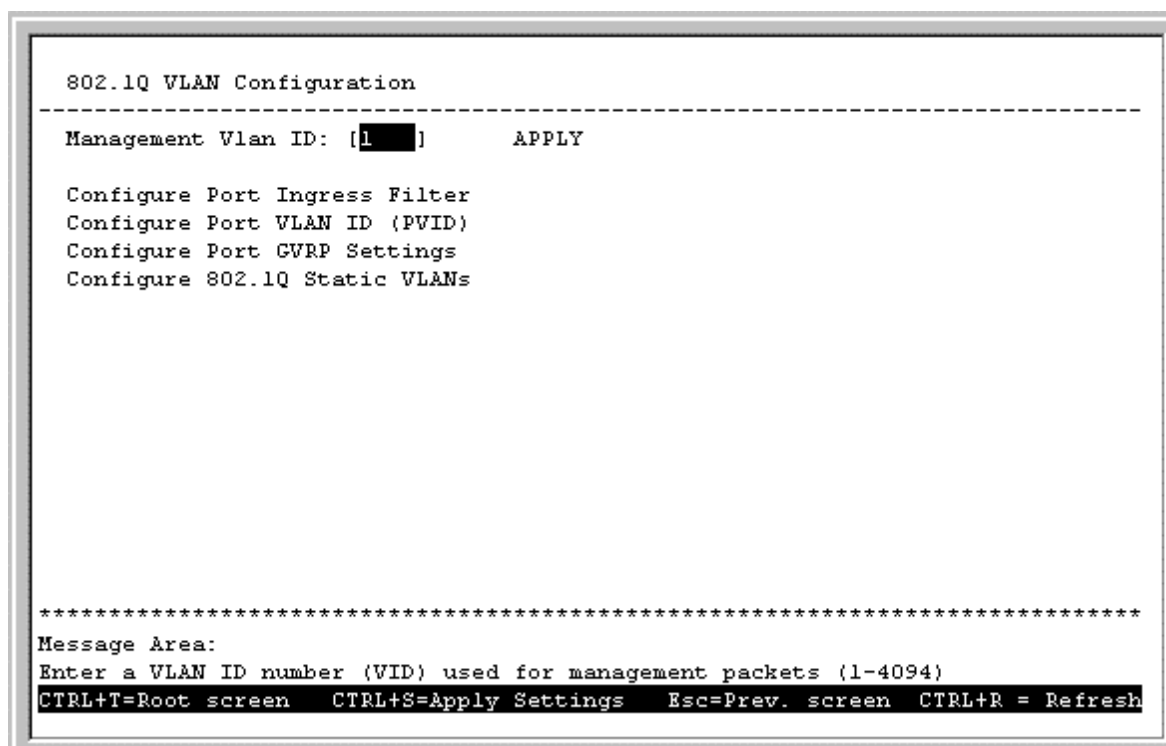 802.1Q VLAN Configuration
--------------------------------------------------------------------------------
Management Vlan ID: [1   ]      APPLY
Configure Port Ingress Filter
Configure Port VLAN ID (PVID)
Configure Port GVRP Settings
Configure 802.1Q Static VLANs
********************************************************************************
Message Area:
Enter a VLAN ID number (VID) used for management packets (1-4094)
CTRL+T=Root screen   CTRL+S=Apply Settings   Esc=Prev. screen  CTRL+R = Refresh